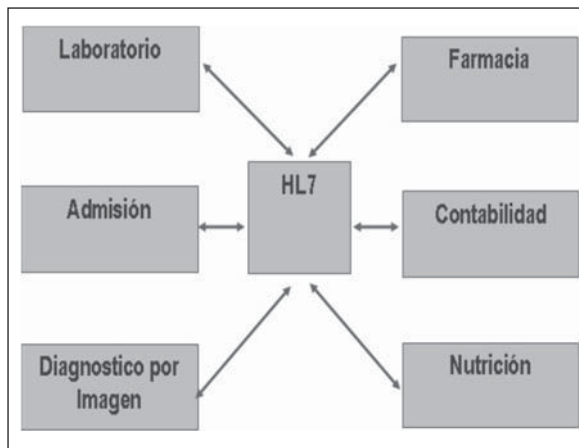 Laboratorio
Farmacia
HL7
Admisión
Contabilidad
Diagnostico por
Imagen
Nutrición